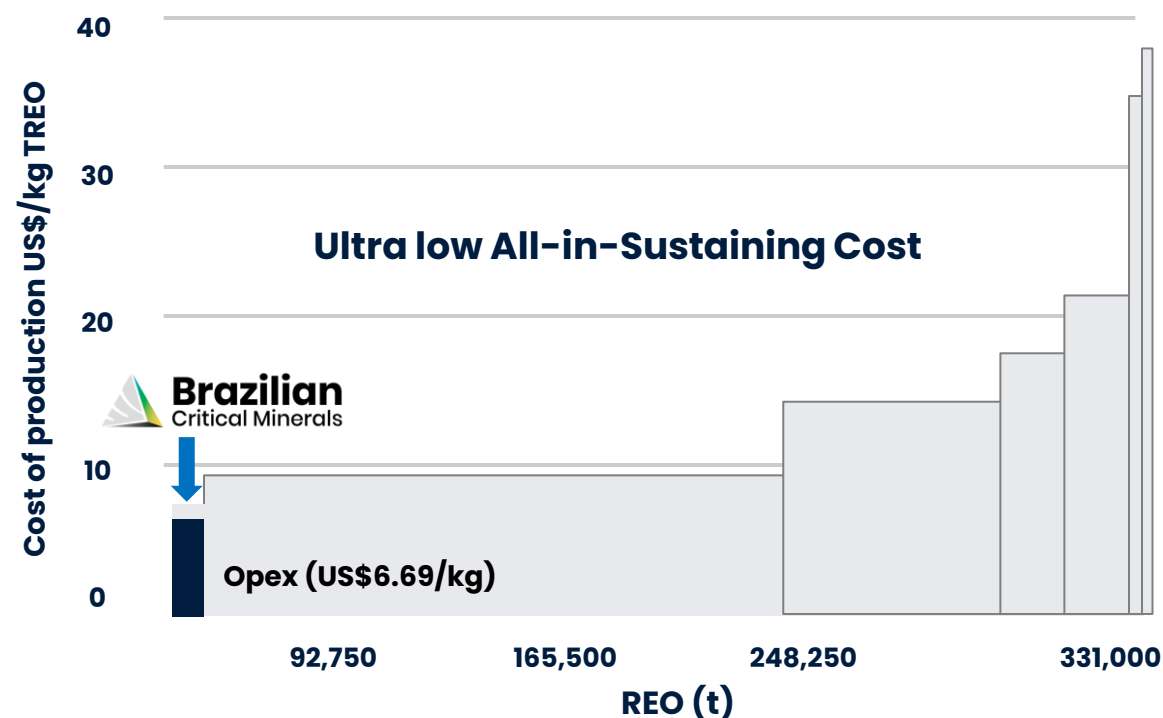 40
30
20
10
0
Cost of production US$/kg TREO
Ultra low All-in-Sustaining Cost
Brazilian
Critical Minerals
Opex (US$6.69/kg)
92,750 165,500 248,250 331,000
REO (t)